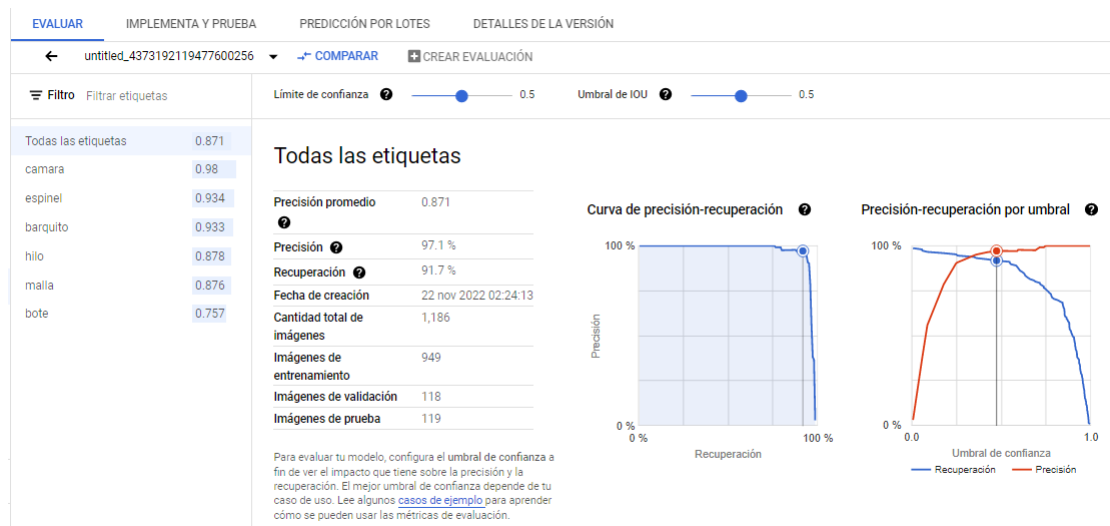 EVALUAR IMPLEMENTA Y PRUEBA PREDICCIÓN POR LOTES DETALLES DE LA VERSIÓN
untitled_4373192119477600256 COMPARAR CREAR EVALUACIÓN
Filtro Filtrar etiquetas
Límite de confianza ? 0.5 Umbral de IOU ? 0.5
Todas las etiquetas 0.871
camara 0.98
espinel 0.934
barquito 0.933
hilo 0.878
malla 0.876
bote 0.757
Todas las etiquetas
Precisión promedio ? 0.871
Precisión ? 97.1 %
Recuperación ? 91.7 %
Fecha de creación 22 nov 2022 02:24:13
Cantidad total de
imágenes 1,186
Imágenes de
entrenamiento 949
Imágenes de validación 118
Imágenes de prueba 119
Para evaluar tu modelo, configura el umbral de confianza a
fin de ver el impacto que tiene sobre la precisión y la
recuperación. El mejor umbral de confianza depende de tu
caso de uso. Lee algunos casos de ejemplo para aprender
cómo se pueden usar las métricas de evaluación.
Curva de precisión-recuperación ?
100 %
Precisión
0 %
0 % 100 %
Recuperación
Precisión-recuperación por umbral ?
100 %
0 %
0.0 1.0
Umbral de confianza
Recuperación Precisión